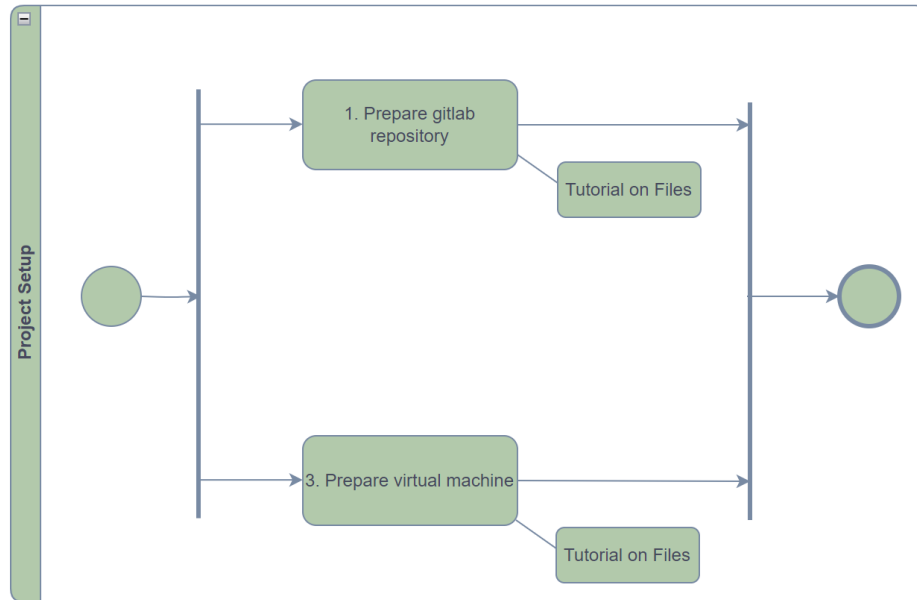 Project Setup
1. Prepare gitlab
repository
Tutorial on Files
3. Prepare virtual machine
Tutorial on Files